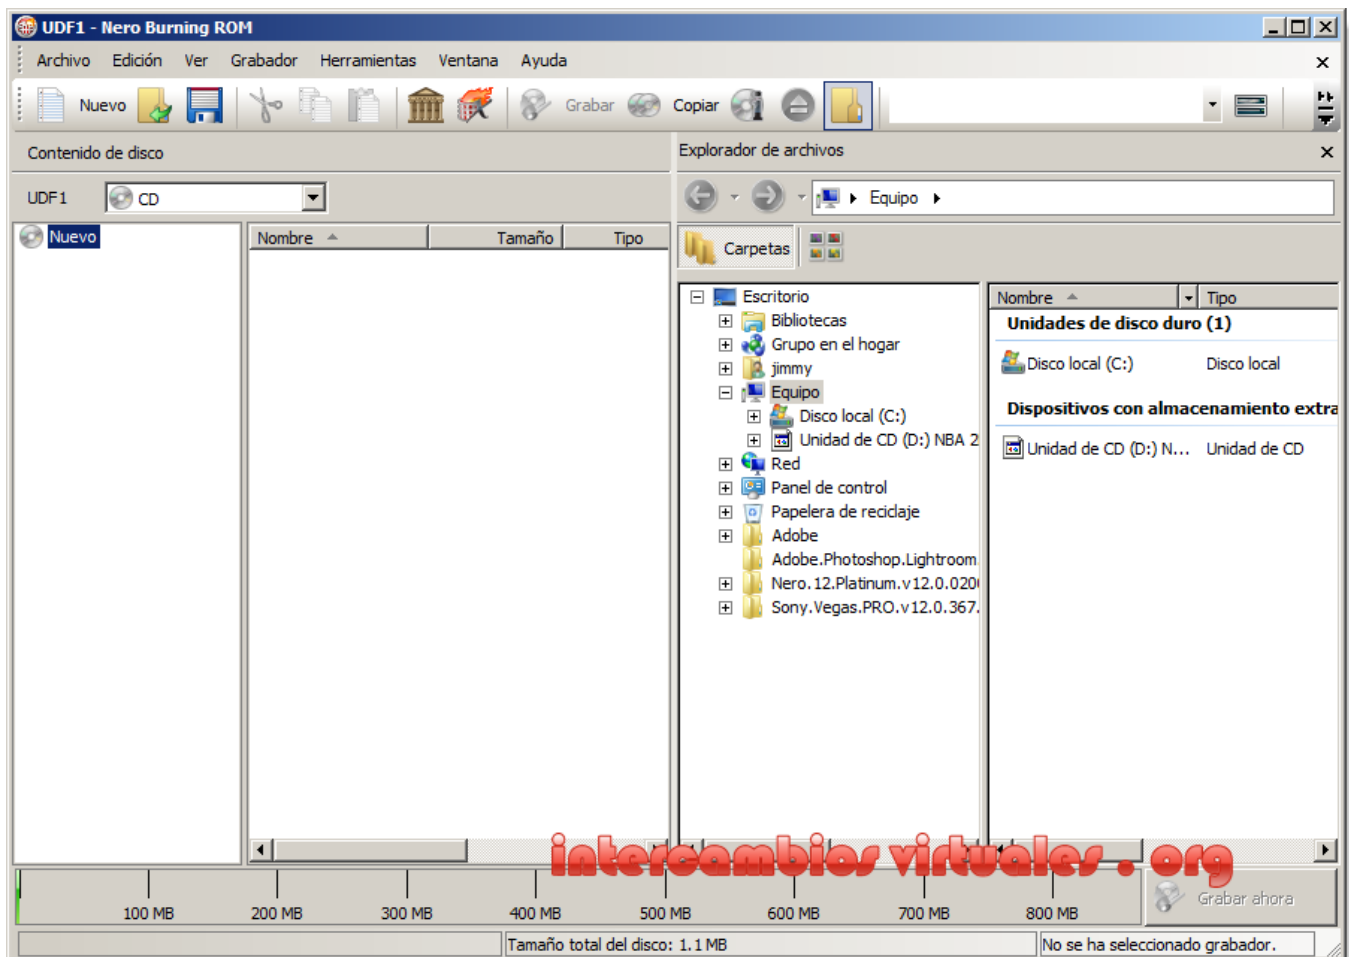 UDF1 - Nero Burning ROM
Archivo Edición Ver Grabador Herramientas Ventana Ayuda
Nuevo Grabar Copiar
Contenido de disco
Explorador de archivos
UDF1 CD
Equipo
Nuevo
Nombre Tamaño Tipo
Carpetas
Escritorio
Bibliotecas
Grupo en el hogar
jimmy
Equipo
Disco local (C:)
Unidad de CD (D:) NBA 2
Red
Panel de control
Papelera de reciclaje
Adobe
Adobe.Photoshop.Lightroom.
Nero.12.Platinum.v12.0.020
Sony.Vegas.PRO.v12.0.367.
Nombre Tipo
Unidades de disco duro (1)
Disco local (C:) Disco local
Dispositivos con almacenamiento extra
Unidad de CD (D:) N... Unidad de CD
intercambios virtuales . org
100 MB 200 MB 300 MB 400 MB 500 MB 600 MB 700 MB 800 MB
Grabar ahora
Tamaño total del disco: 1.1 MB
No se ha seleccionado grabador.